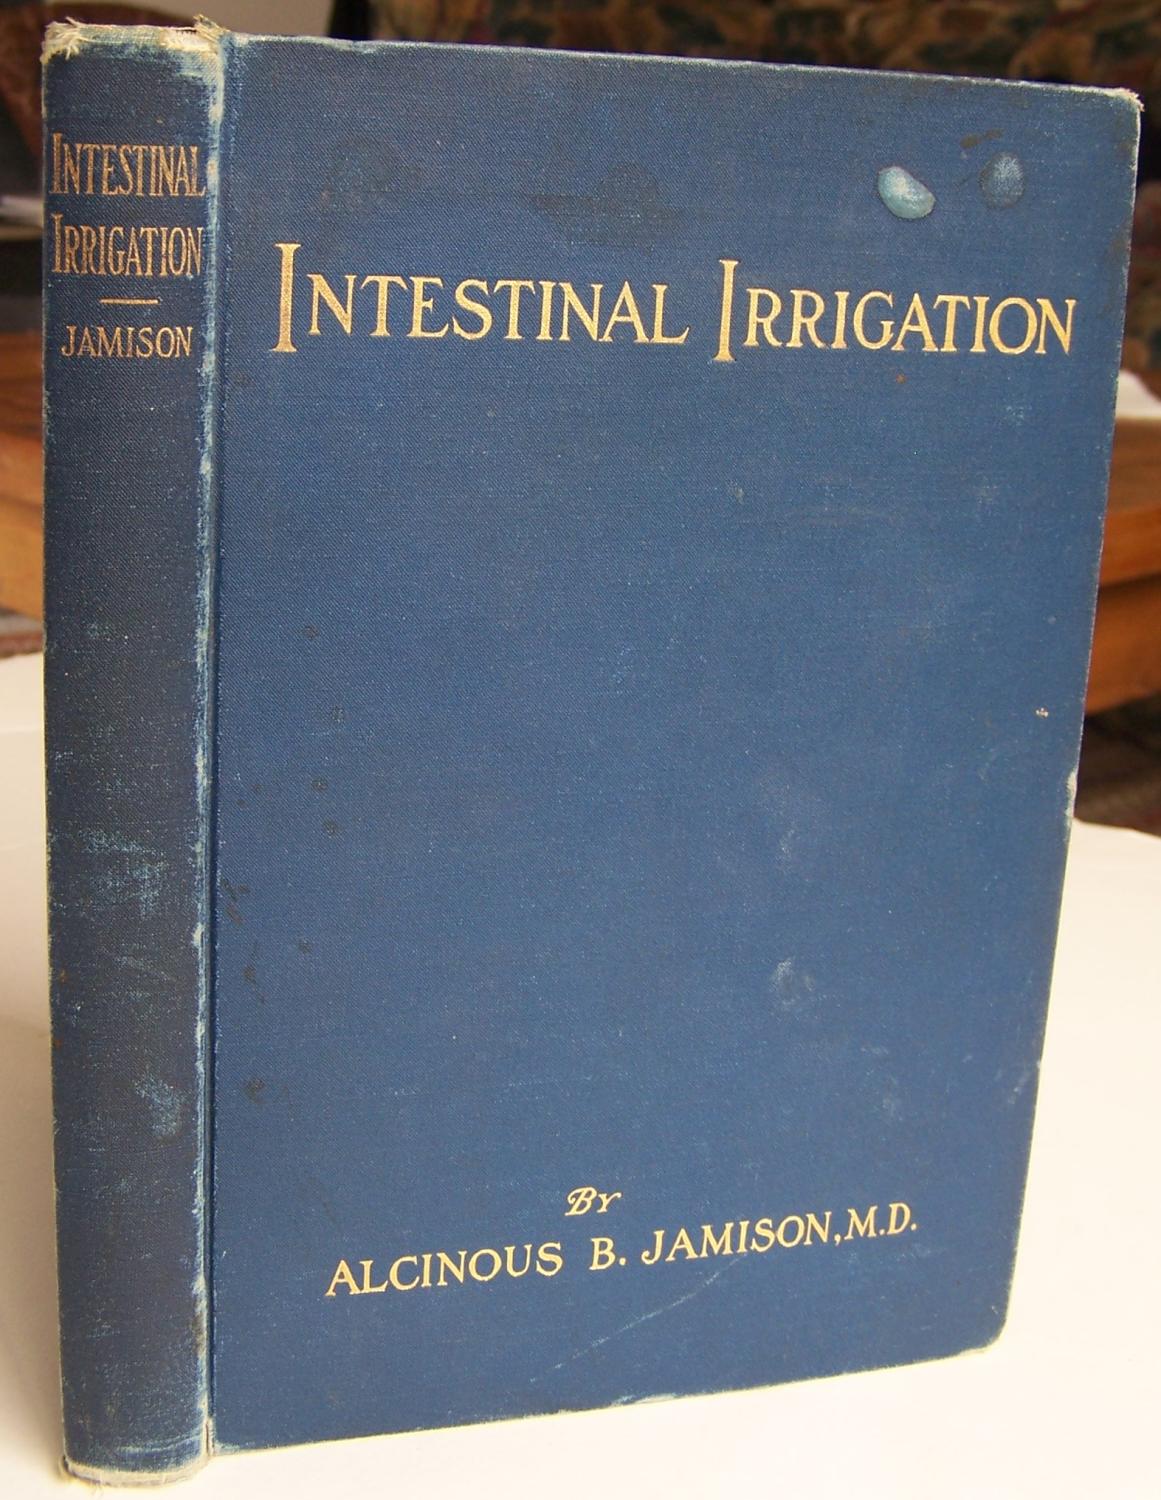 INTESTINAL
IRRIGATION
JAMISON
INTESTINAL IRRIGATION
BY
ALCINOUS B. JAMISON, M.D.